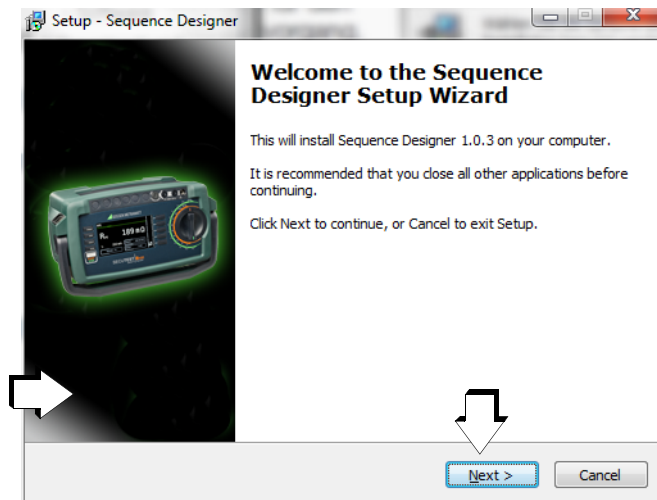 Setup - Sequence Designer
Welcome to the Sequence
Designer Setup Wizard
This will install Sequence Designer 1.0.3 on your computer.
It is recommended that you close all other applications before
continuing.
Click Next to continue, or Cancel to exit Setup.
189 mΩ
Next >
Cancel